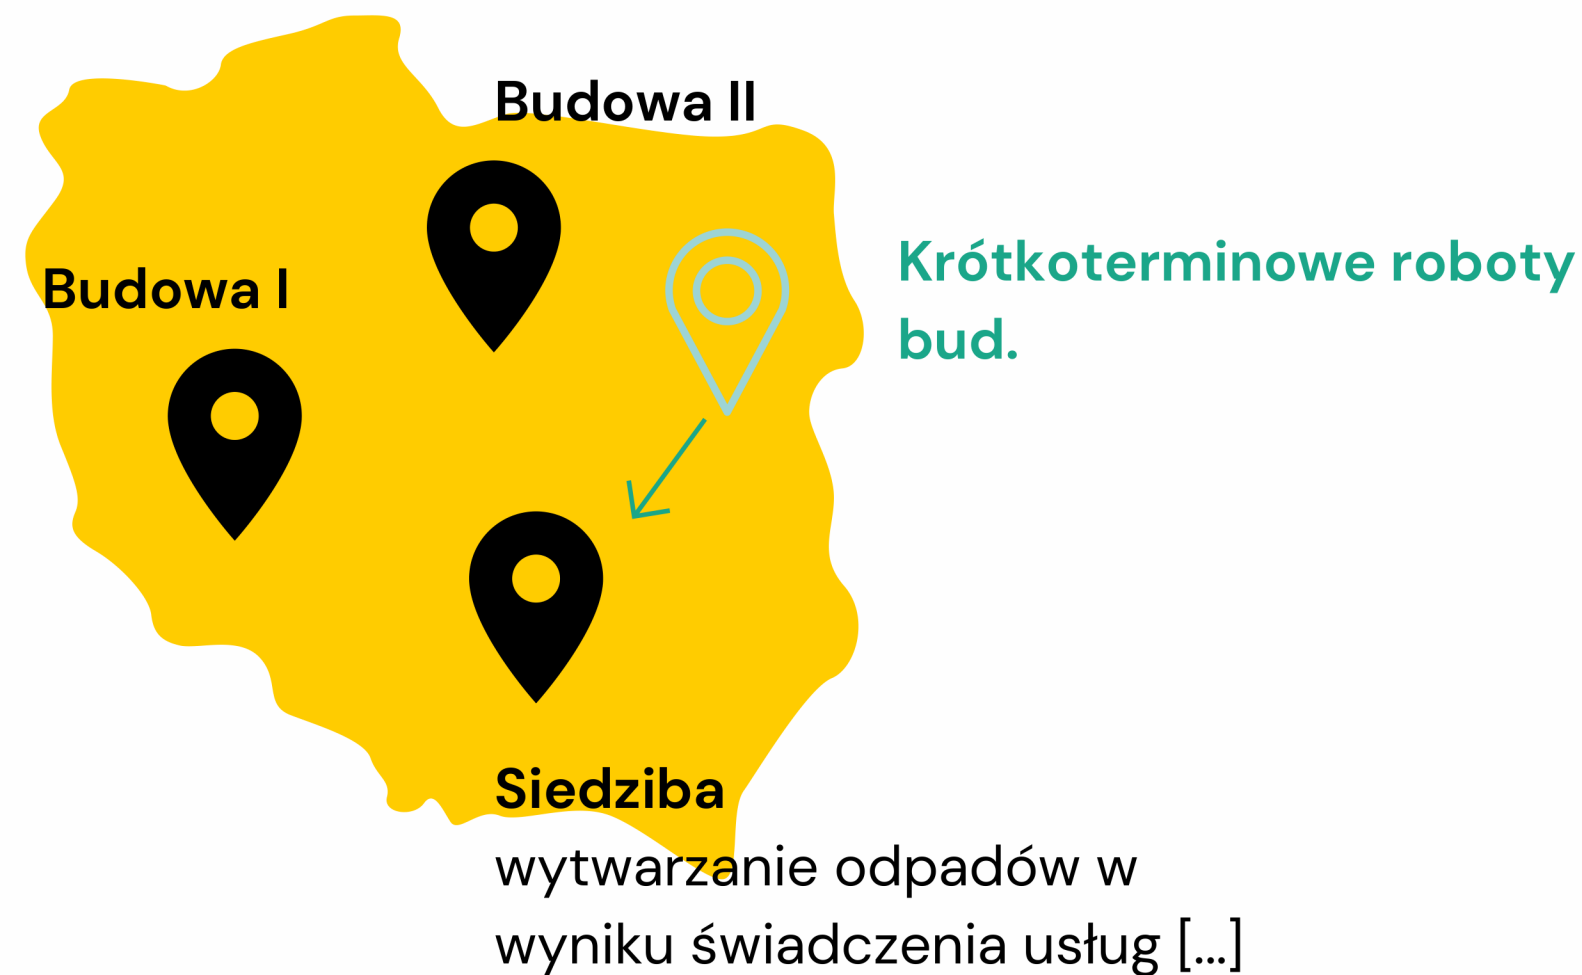 Budowa II
Budowa I
Krótkoterminowe roboty
bud.
Siedziba
wytwarzanie odpadów w
wyniku świadczenia usług [...]